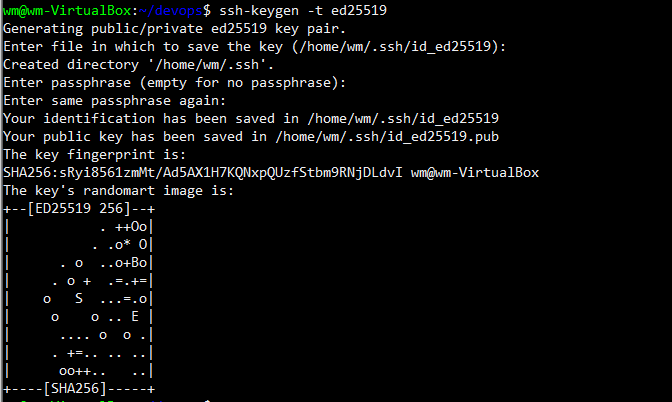 wm@wm-VirtualBox:~/devops$ ssh-keygen -t ed25519
Generating public/private ed25519 key pair.
Enter file in which to save the key (/home/wm/.ssh/id_ed25519):
Created directory '/home/wm/.ssh'.
Enter passphrase (empty for no passphrase):
Enter same passphrase again:
Your identification has been saved in /home/wm/.ssh/id_ed25519
Your public key has been saved in /home/wm/.ssh/id_ed25519.pub
The key fingerprint is:
SHA256:sRyi8561zmMt/Ad5AX1H7KQNxpQUzfStbm9RNjDLdvI wm@wm-VirtualBox
The key's randomart image is:
+--[ED25519 256]--+
|           . ++Oo|
|          . .o* O|
|      . o  ..o+Bo|
|     . o +  .=.+=|
|    o   S  ...=.o|
|     o    o .. E |
|      .... o  o .|
|     . +=.. .. ..|
|      oo++..   ..|
+----[SHA256]-----+